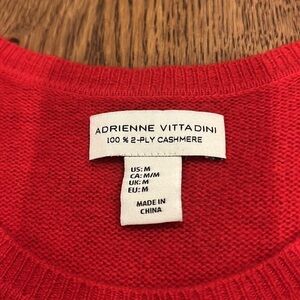 ADRIENNE VITTADINI
100 % 2-PLY CASHMERE
US: M
CA: M/M
UK: M
EU: M
MADE IN
CHINA